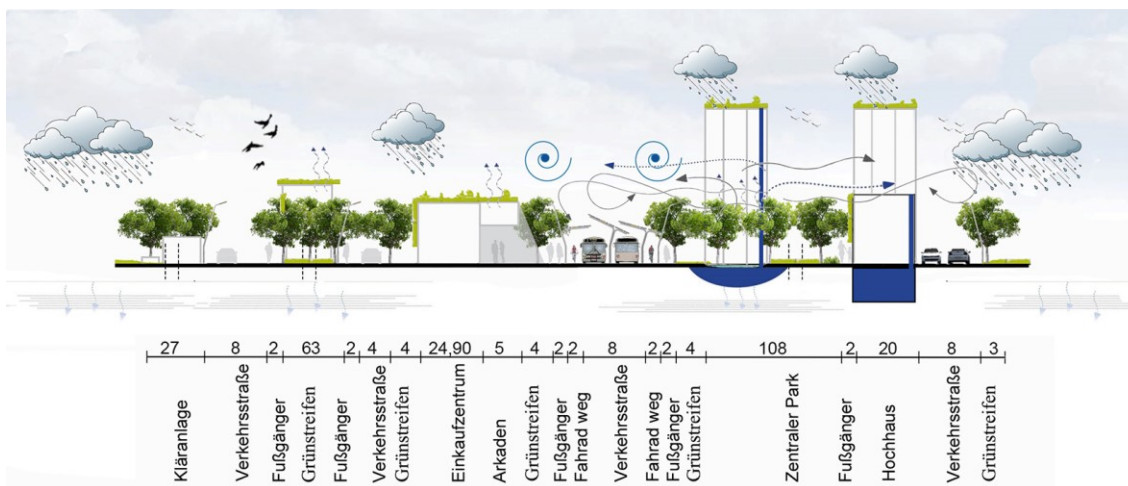 27 8 2 63 2 4 4 24,90 5 4 2 2 8 2 2 4 108 2 20 8 3
Kläranlage
Verkehrsstraße
Fußgänger
Grünstreifen
Fußgänger
Verkehrsstraße
Grünstreifen
Einkaufzentrum
Arkaden
Grünstreifen
Fußgänger
Fahrad weg
Verkehrsstraße
Fahrad weg
Fußgänger
Grünstreifen
Zentraler Park
Fußgänger
Hochhaus
Verkehrsstraße
Grünstreifen